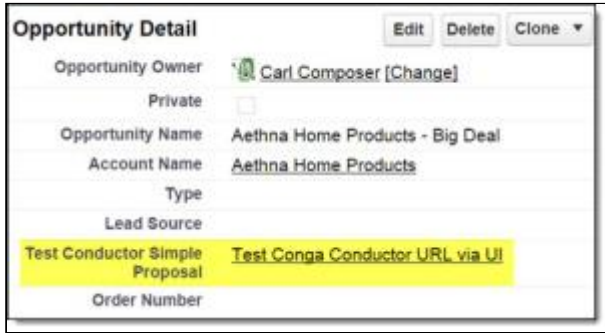 Opportunity Detail Edit Delete Clone
Opportunity Owner Carl Composer [Change]
Private
Opportunity Name Aethna Home Products - Big Deal
Account Name Aethna Home Products
Type
Lead Source
Test Conductor Simple Test Conga Conductor URL via UI
Proposal
Order Number